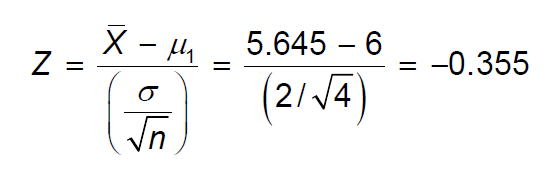 Z = (X̄ − μ₁) / (σ / √n) = (5.645 − 6) / (2/√4) = −0.355